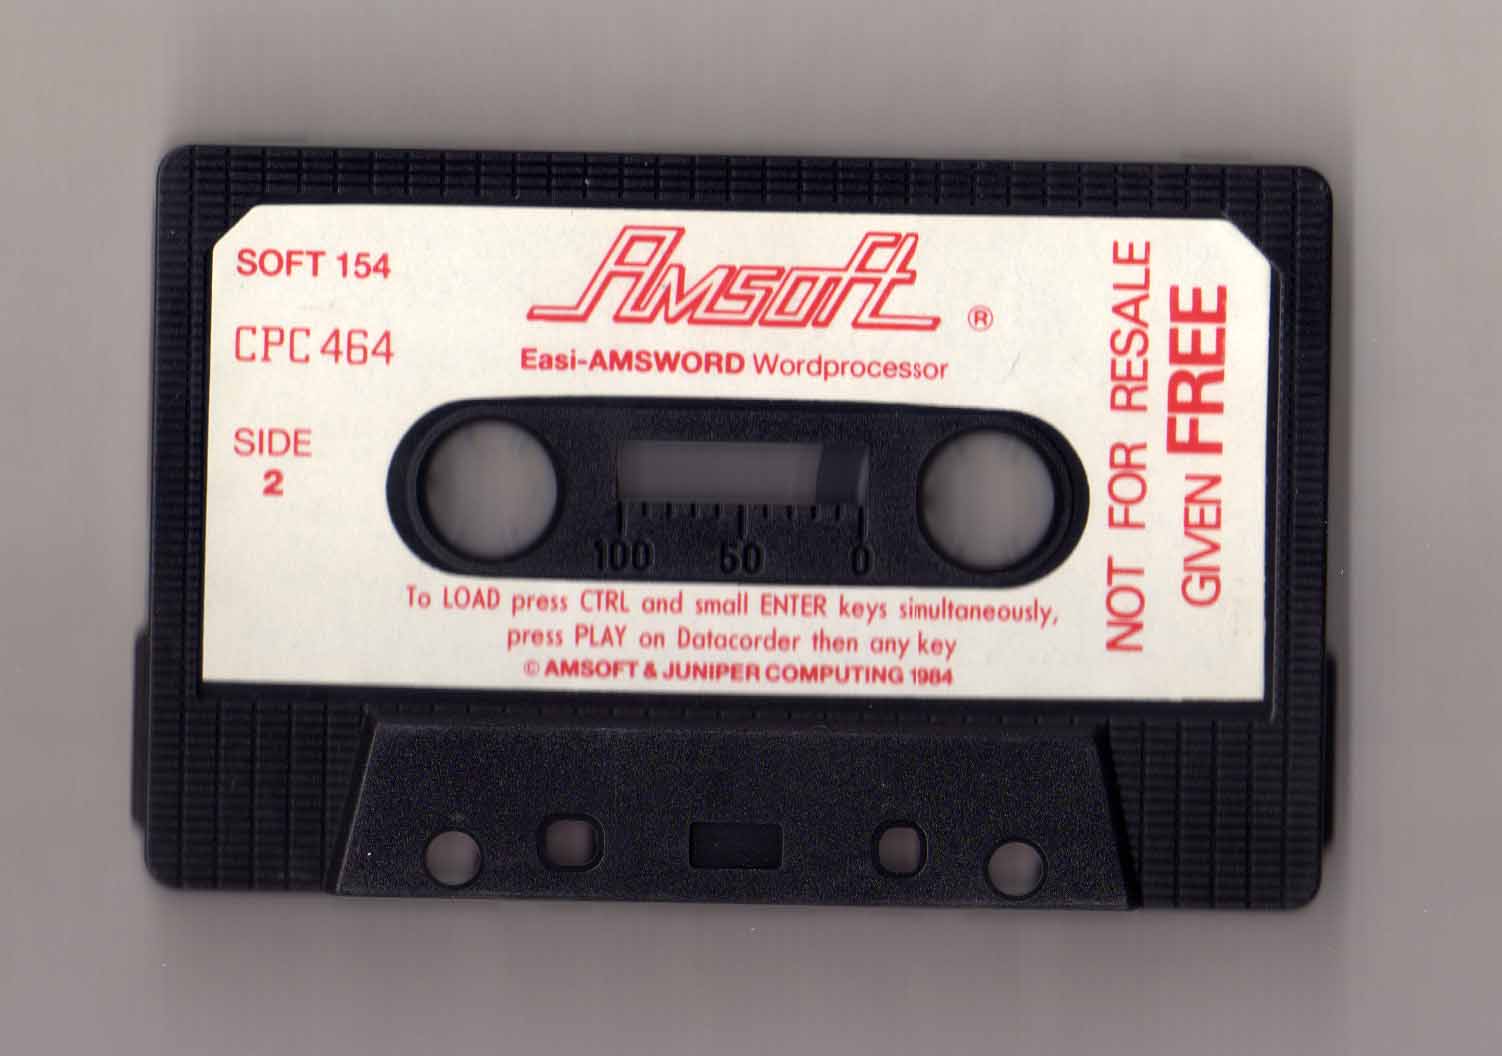 SOFT 154
CPC 464
SIDE
2
Amsoft ®
Easi-AMSWORD Wordprocessor
100 50 0
To LOAD press CTRL and small ENTER keys simultaneously,
press PLAY on Datacorder then any key
© AMSOFT & JUNIPER COMPUTING 1984
NOT FOR RESALE
GIVEN FREE